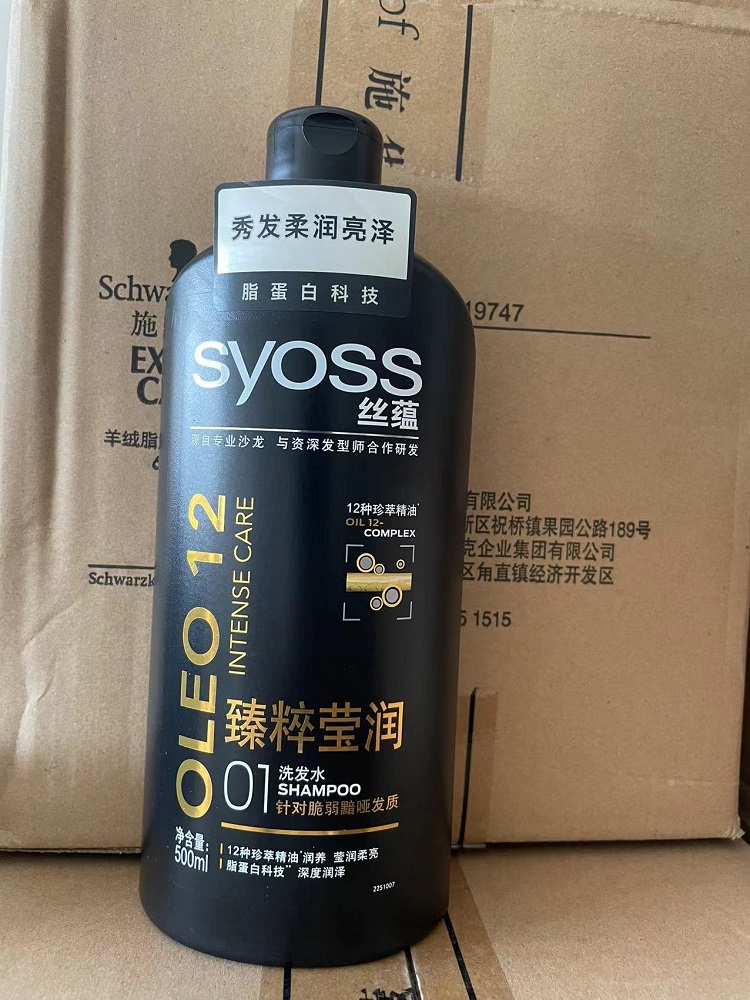 of 施华
秀发柔润亮泽
脂蛋白科技
syoss
丝蕴
源自专业沙龙 与资深发型师合作研发
OLEO 12
INTENSE CARE
12种珍萃精油*
OIL 12-
COMPLEX
臻粹莹润
01 洗发水
SHAMPOO
针对脆弱黯哑发质
净含量:
500ml
12种珍萃精油*润养 莹润柔亮
脂蛋白科技** 深度润泽
2251007
Schwa
施
EX
CA
羊绒脂
6
Schwarzk
19747
有限公司
新区祝桥镇果园公路189号
克企业集团有限公司
区甪直镇经济开发区
5 1515